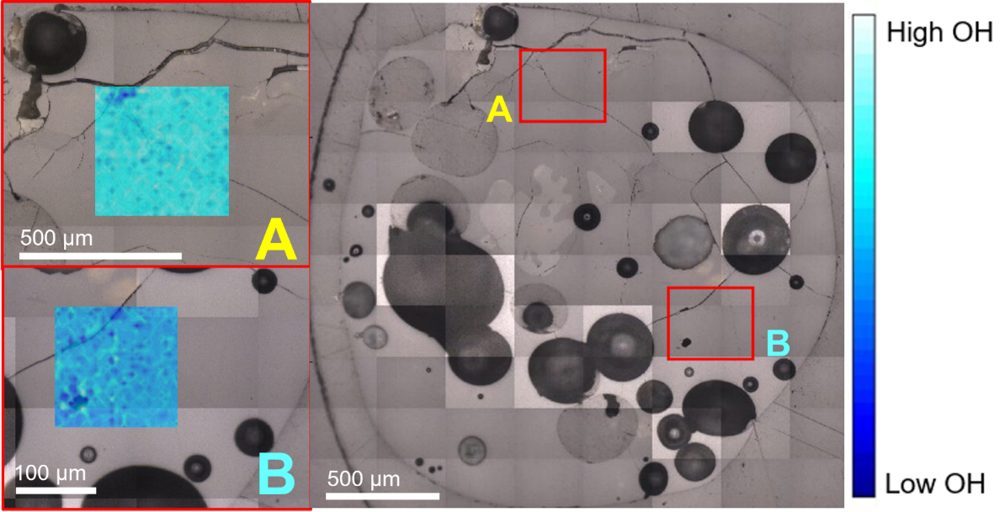 500 µm
A
100 µm
B
A
B
500 µm
High OH
Low OH